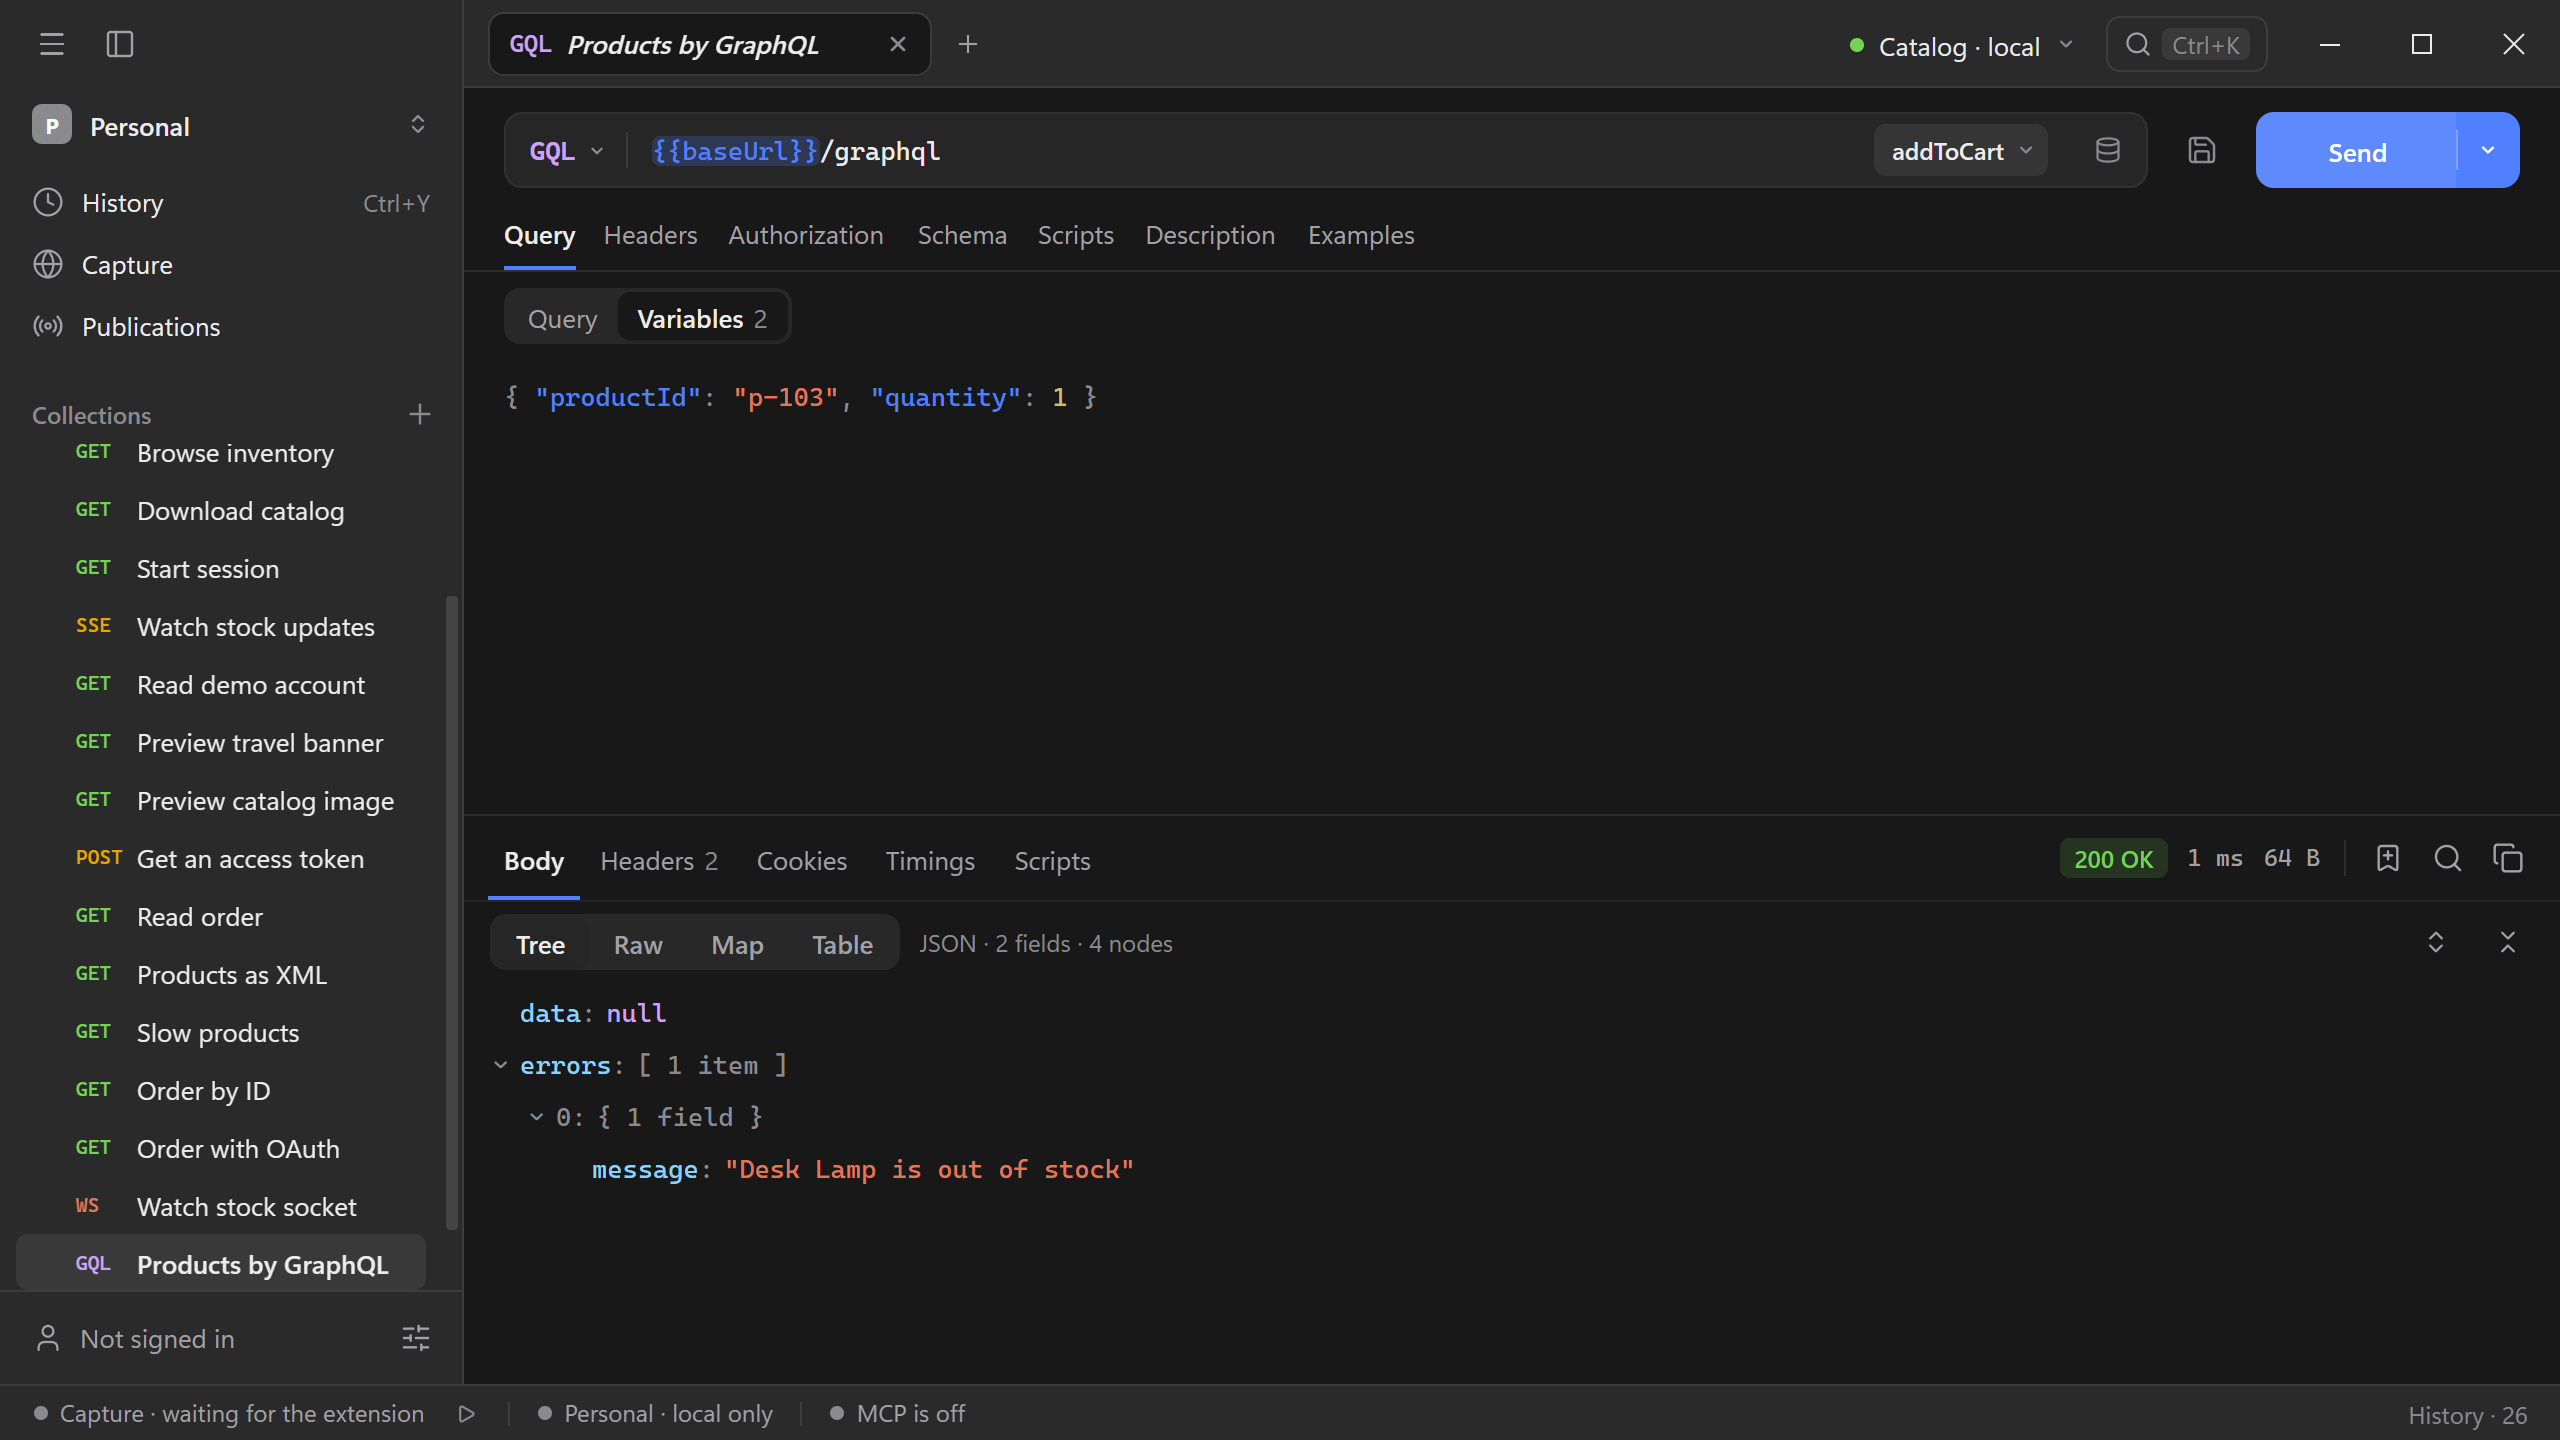 GQL Products by GraphQL
Catalog · local
Ctrl+K
P Personal
History Ctrl+Y
Capture
Publications
Collections
GET Browse inventory
GET Download catalog
GET Start session
SSE Watch stock updates
GET Read demo account
GET Preview travel banner
GET Preview catalog image
POST Get an access token
GET Read order
GET Products as XML
GET Slow products
GET Order by ID
GET Order with OAuth
WS Watch stock socket
GQL Products by GraphQL
Not signed in
GQL {{baseUrl}}/graphql addToCart Send
Query Headers Authorization Schema Scripts Description Examples
Query Variables 2
{ "productId": "p-103", "quantity": 1 }
Body Headers 2 Cookies Timings Scripts 200 OK 1 ms 64 B
Tree Raw Map Table JSON · 2 fields · 4 nodes
data: null
errors: [ 1 item ]
0: { 1 field }
message: "Desk Lamp is out of stock"
Capture · waiting for the extension Personal · local only MCP is off History · 26